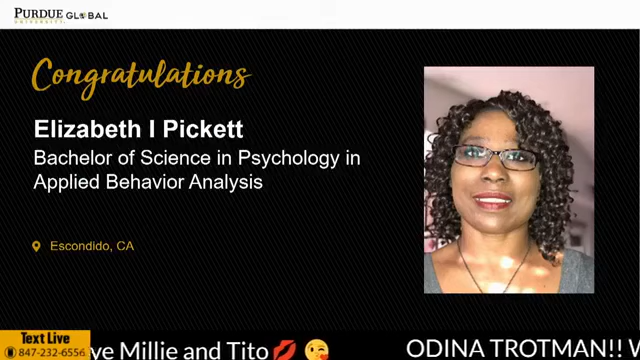 PURDUE GLOBAL
UNIVERSITY
Congratulations
Elizabeth I Pickett
Bachelor of Science in Psychology in
Applied Behavior Analysis
Escondido, CA
Text Live
847-232-6556
ve Millie and Tito💋 😘 ODINA TROTMAN!! W